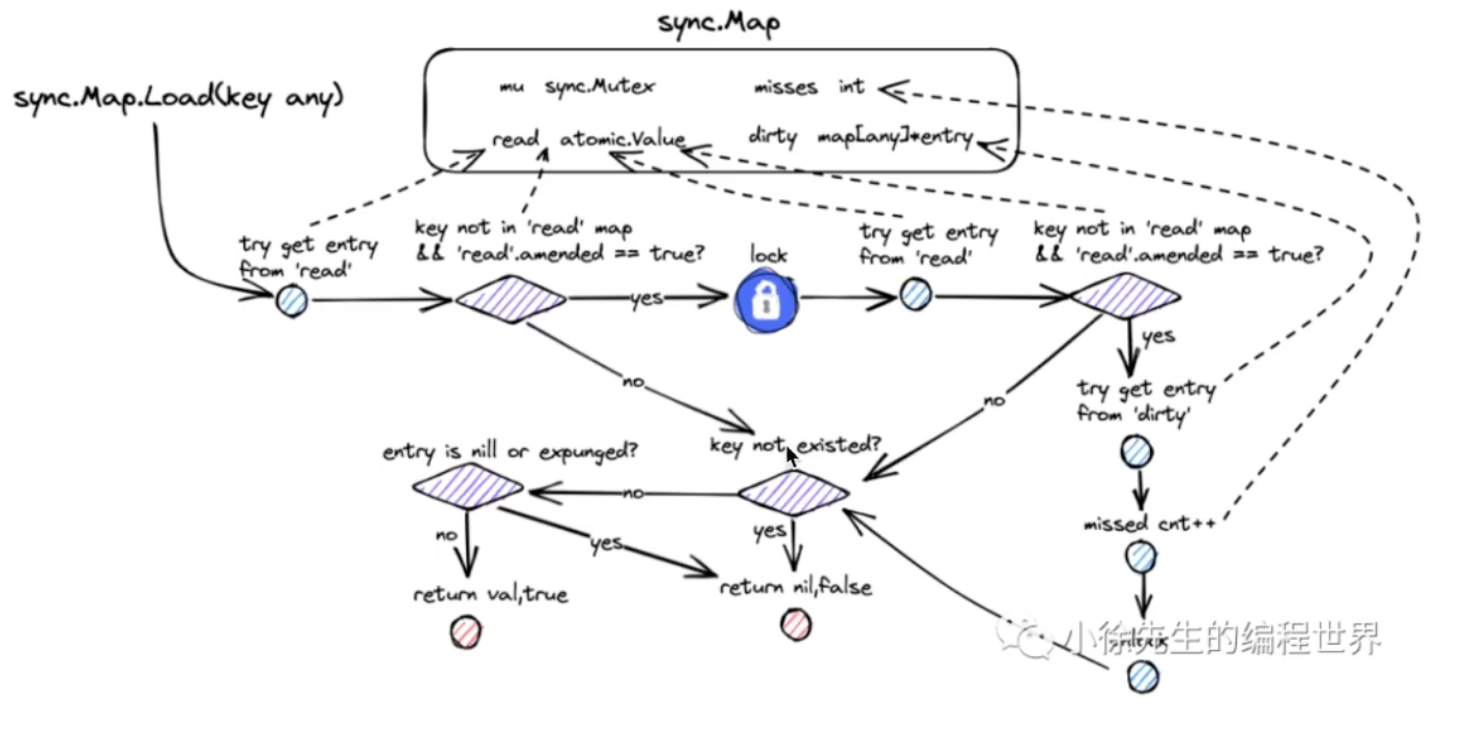 sync.Map
sync.Map.Load(key any)
mu sync.Mutex
misses int
read atomic.Value
dirty map[any]*entry
try get entry
from 'read'
key not in 'read' map
&& 'read'.amended == true?
yes
lock
try get entry
from 'read'
key not in 'read' map
&& 'read'.amended == true?
no
no
yes
try get entry
from 'dirty'
missed cnt++
key not existed?
no
yes
entry is nill or expunged?
no
yes
return val,true
return nil,false
小徐先生的编程世界